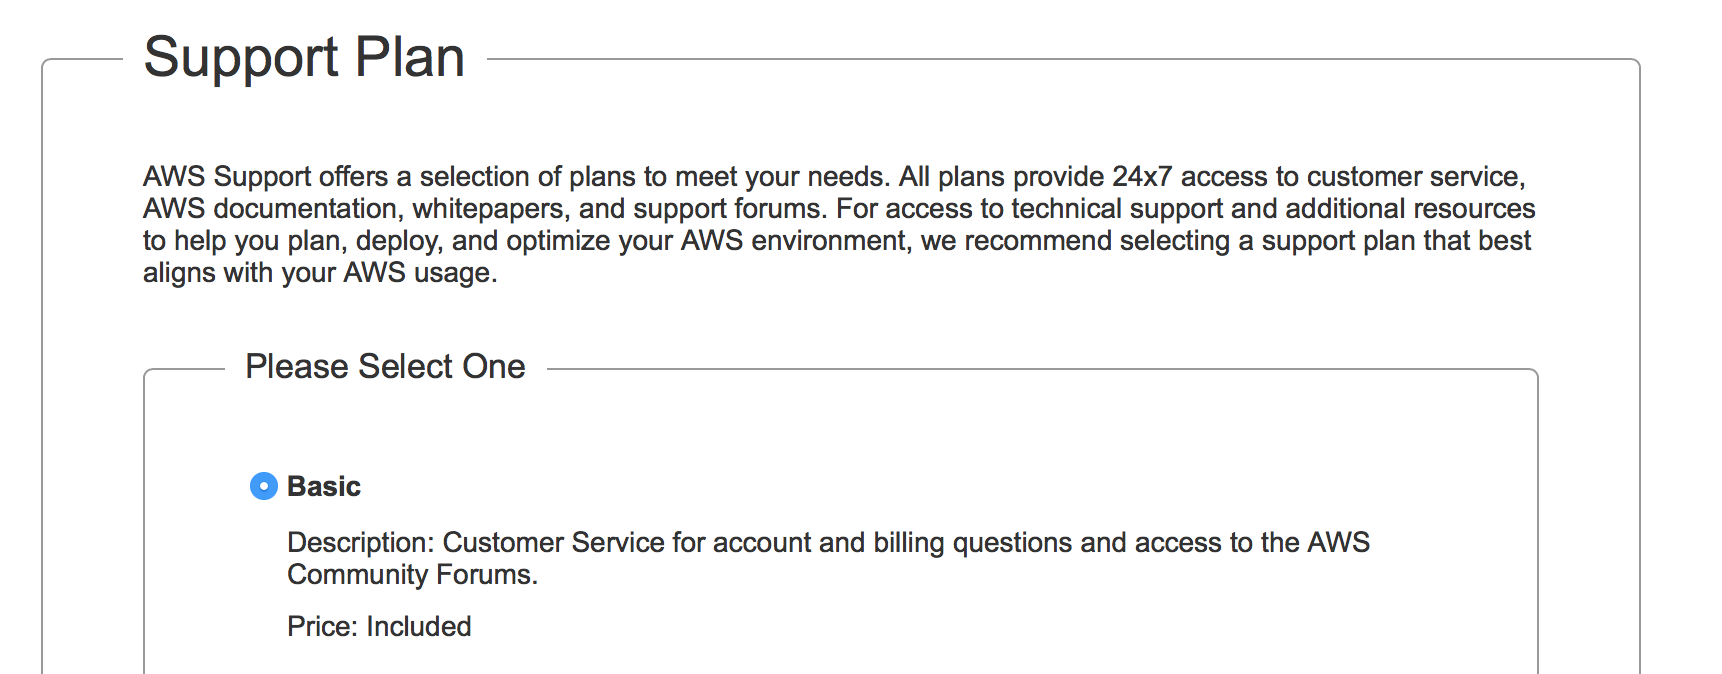 Support Plan
AWS Support offers a selection of plans to meet your needs. All plans provide 24x7 access to customer service,
AWS documentation, whitepapers, and support forums. For access to technical support and additional resources
to help you plan, deploy, and optimize your AWS environment, we recommend selecting a support plan that best
aligns with your AWS usage.
Please Select One
Basic
Description: Customer Service for account and billing questions and access to the AWS
Community Forums.
Price: Included